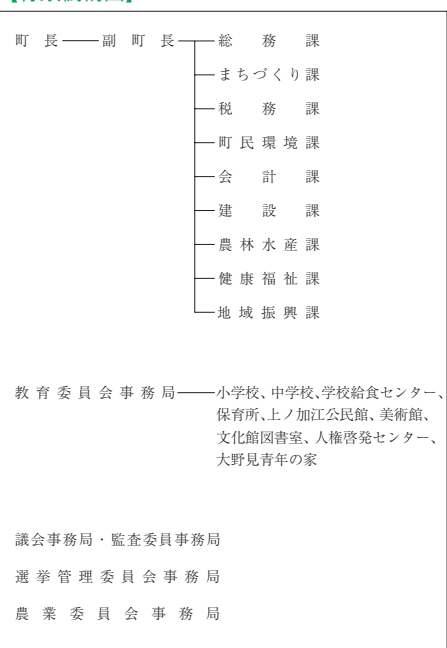 町長 副町長 総務課
まちづくり課
税務課
町民環境課
会計課
建設課
農林水産課
健康福祉課
地域振興課
教育委員会事務局 小学校、中学校、学校給食センター、
保育所、上ノ加江公民館、美術館、
文化館図書室、人権啓発センター、
大野見青年の家
議会事務局・監査委員事務局
選挙管理委員会事務局
農業委員会事務局